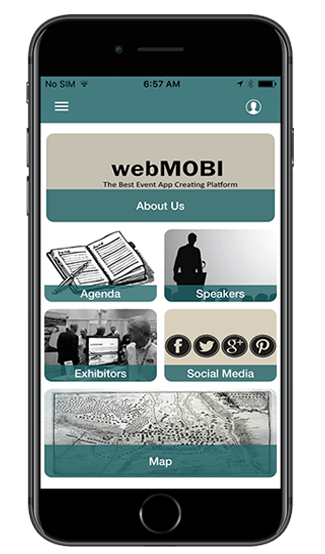 No SIM
6:57 AM
webMOBI
The Best Event App Creating Platform
About Us
Agenda
Speakers
Exhibitors
Social Media
Map